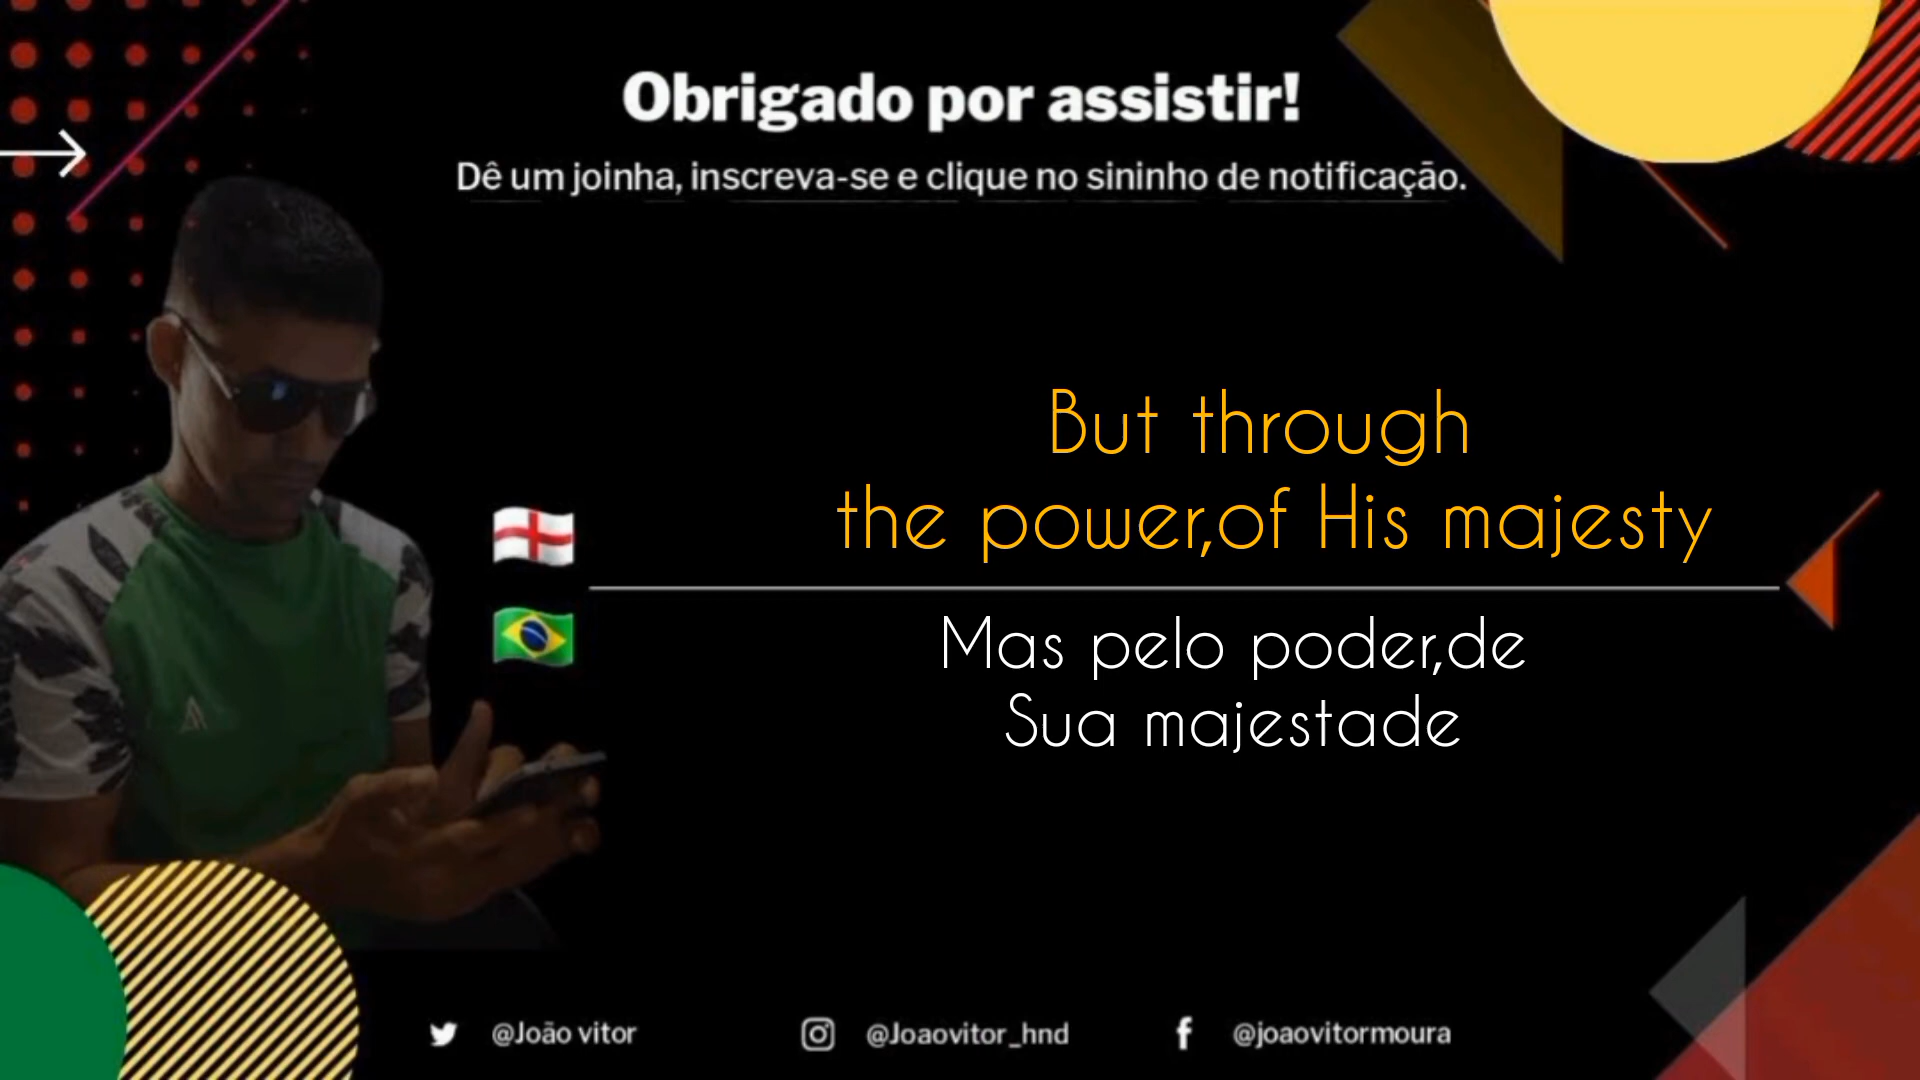 Obrigado por assistir!
Dê um joinha, inscreva-se e clique no sininho de notificação.
But through
the power,of His majesty
Mas pelo poder,de
Sua majestade
@João vitor
@Joaovitor_hnd
@joaovitormoura